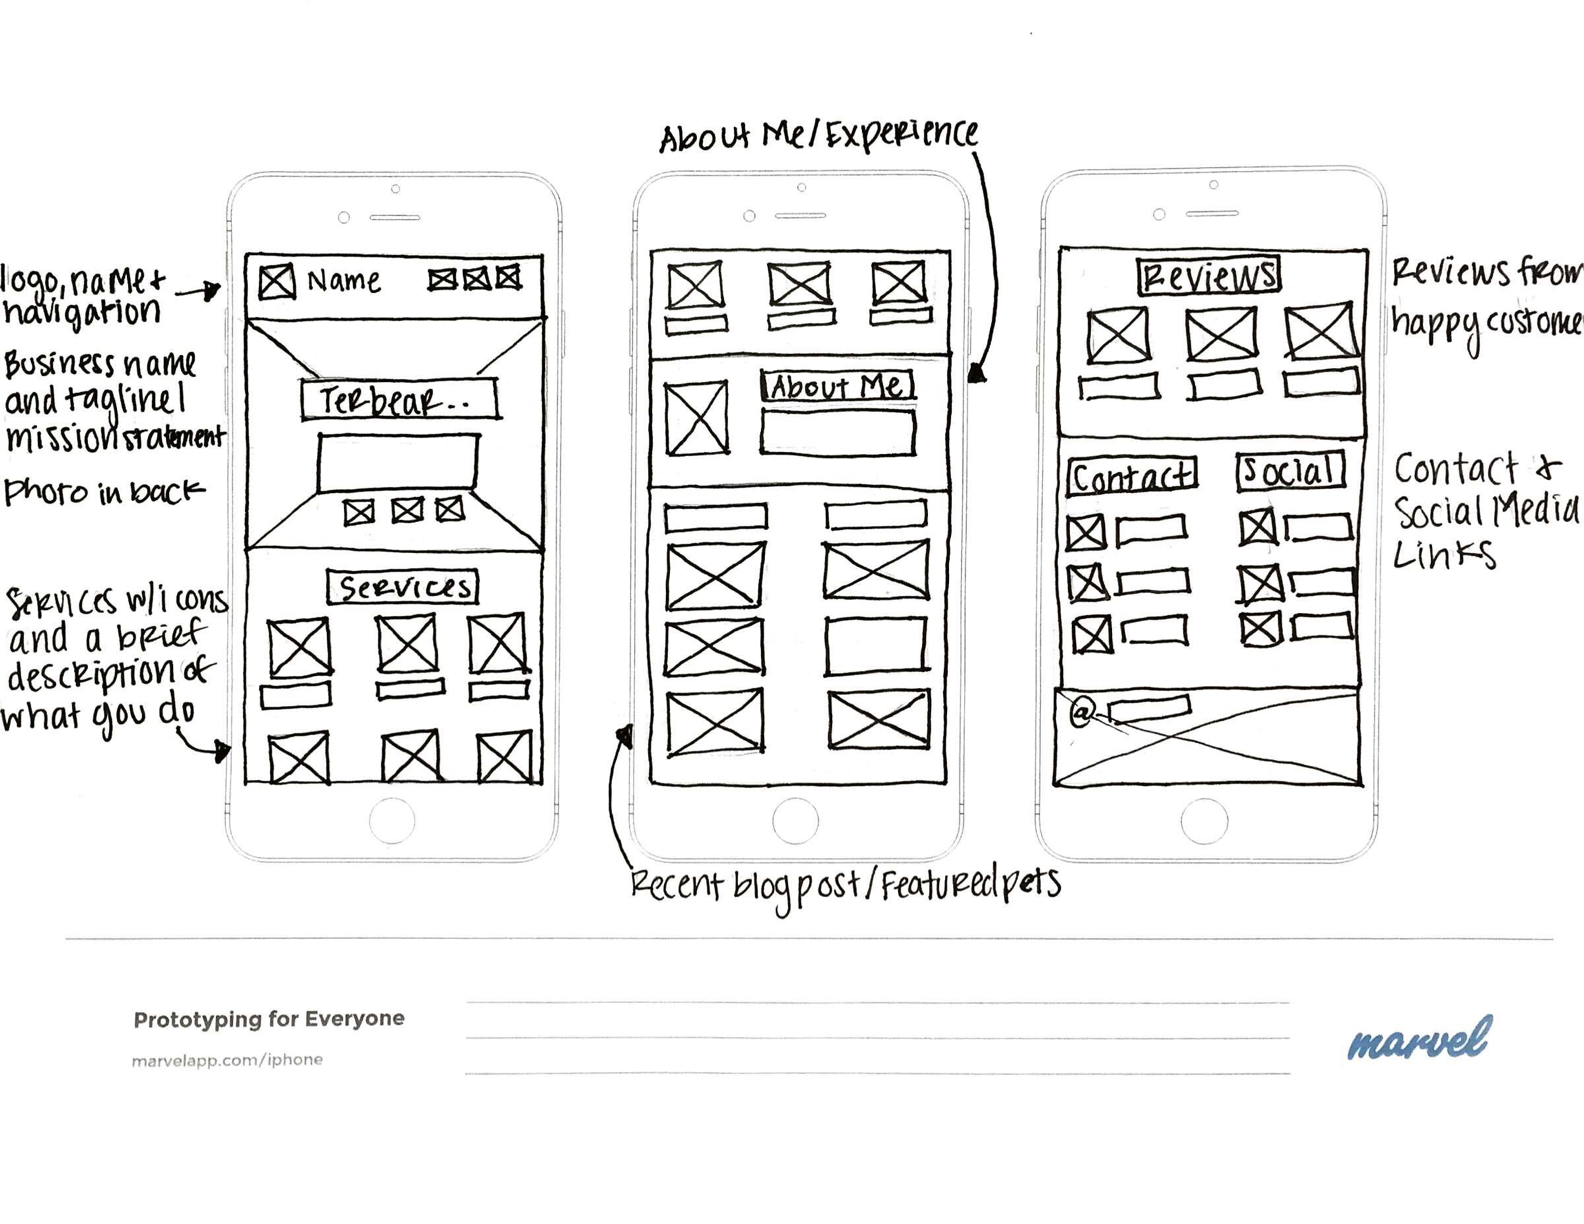 About Me/Experience
logo, name +
navigation
Name
Business name
and tagline/
mission statement
Photo in back
Terbear..
Services w/icons
and a brief
description of
what you do
Services
About Me
Recent blog post/Featured pets
Reviews
Reviews from
happy custome
Contact
Social
Contact &
Social Media
Links
@
Prototyping for Everyone
marvelapp.com/iphone
marvel